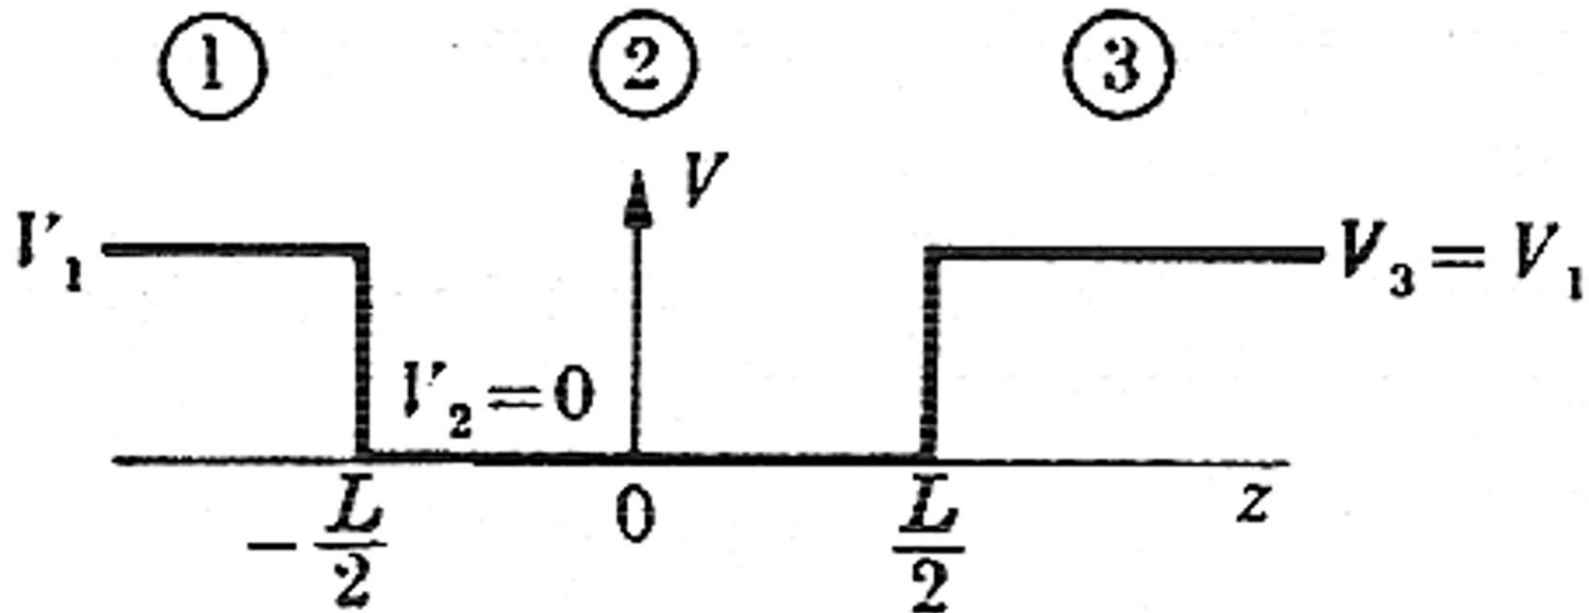 ① ② ③
V
V₁ V₃ = V₁
V₂ = 0
-L/2 0 L/2 z